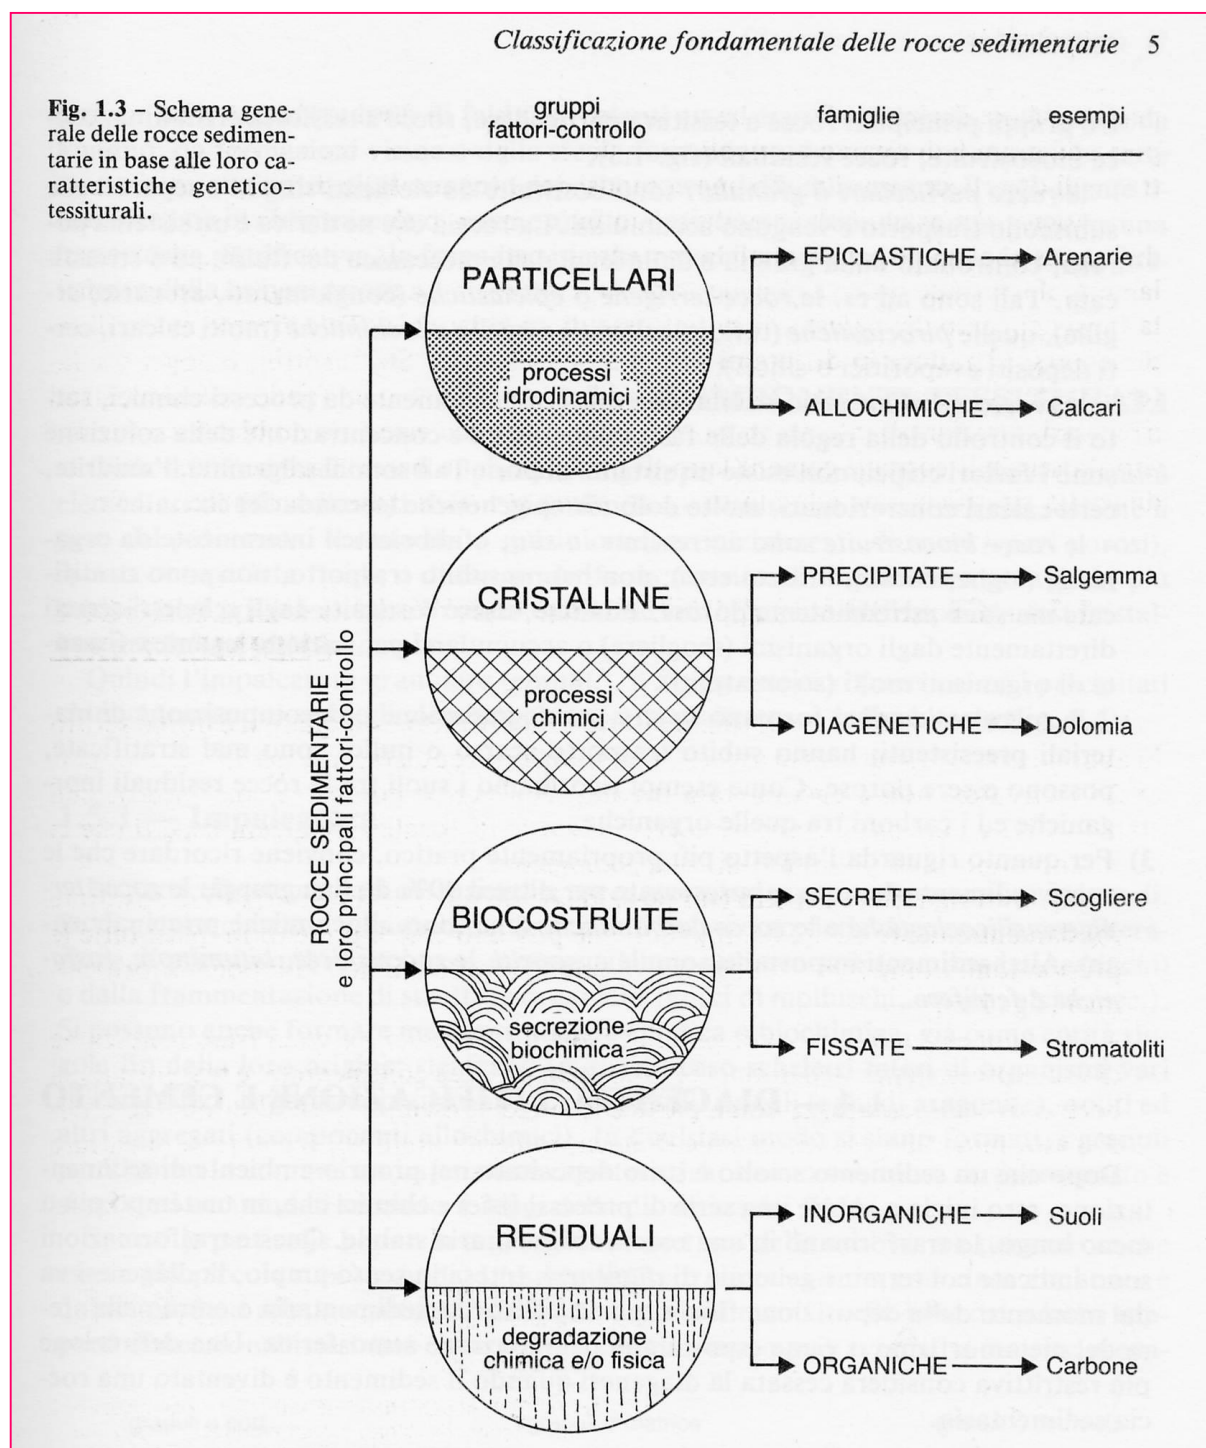 Classificazione fondamentale delle rocce sedimentarie 5
Fig. 1.3 – Schema gene-
rale delle rocce sedimen-
tarie in base alle loro ca-
ratteristiche genetico-
tessiturali.
gruppi
fattori-controllo
famiglie
esempi
ROCCE SEDIMENTARIE
e loro principali fattori-controllo
PARTICELLARI
processi
idrodinamici
EPICLASTICHE
Arenarie
ALLOCHIMICHE
Calcari
CRISTALLINE
processi
chimici
PRECIPITATE
Salgemma
DIAGENETICHE
Dolomia
BIOCOSTRUITE
secrezione
biochimica
SECRETE
Scogliere
FISSATE
Stromatoliti
RESIDUALI
degradazione
chimica e/o fisica
INORGANICHE
Suoli
ORGANICHE
Carbone